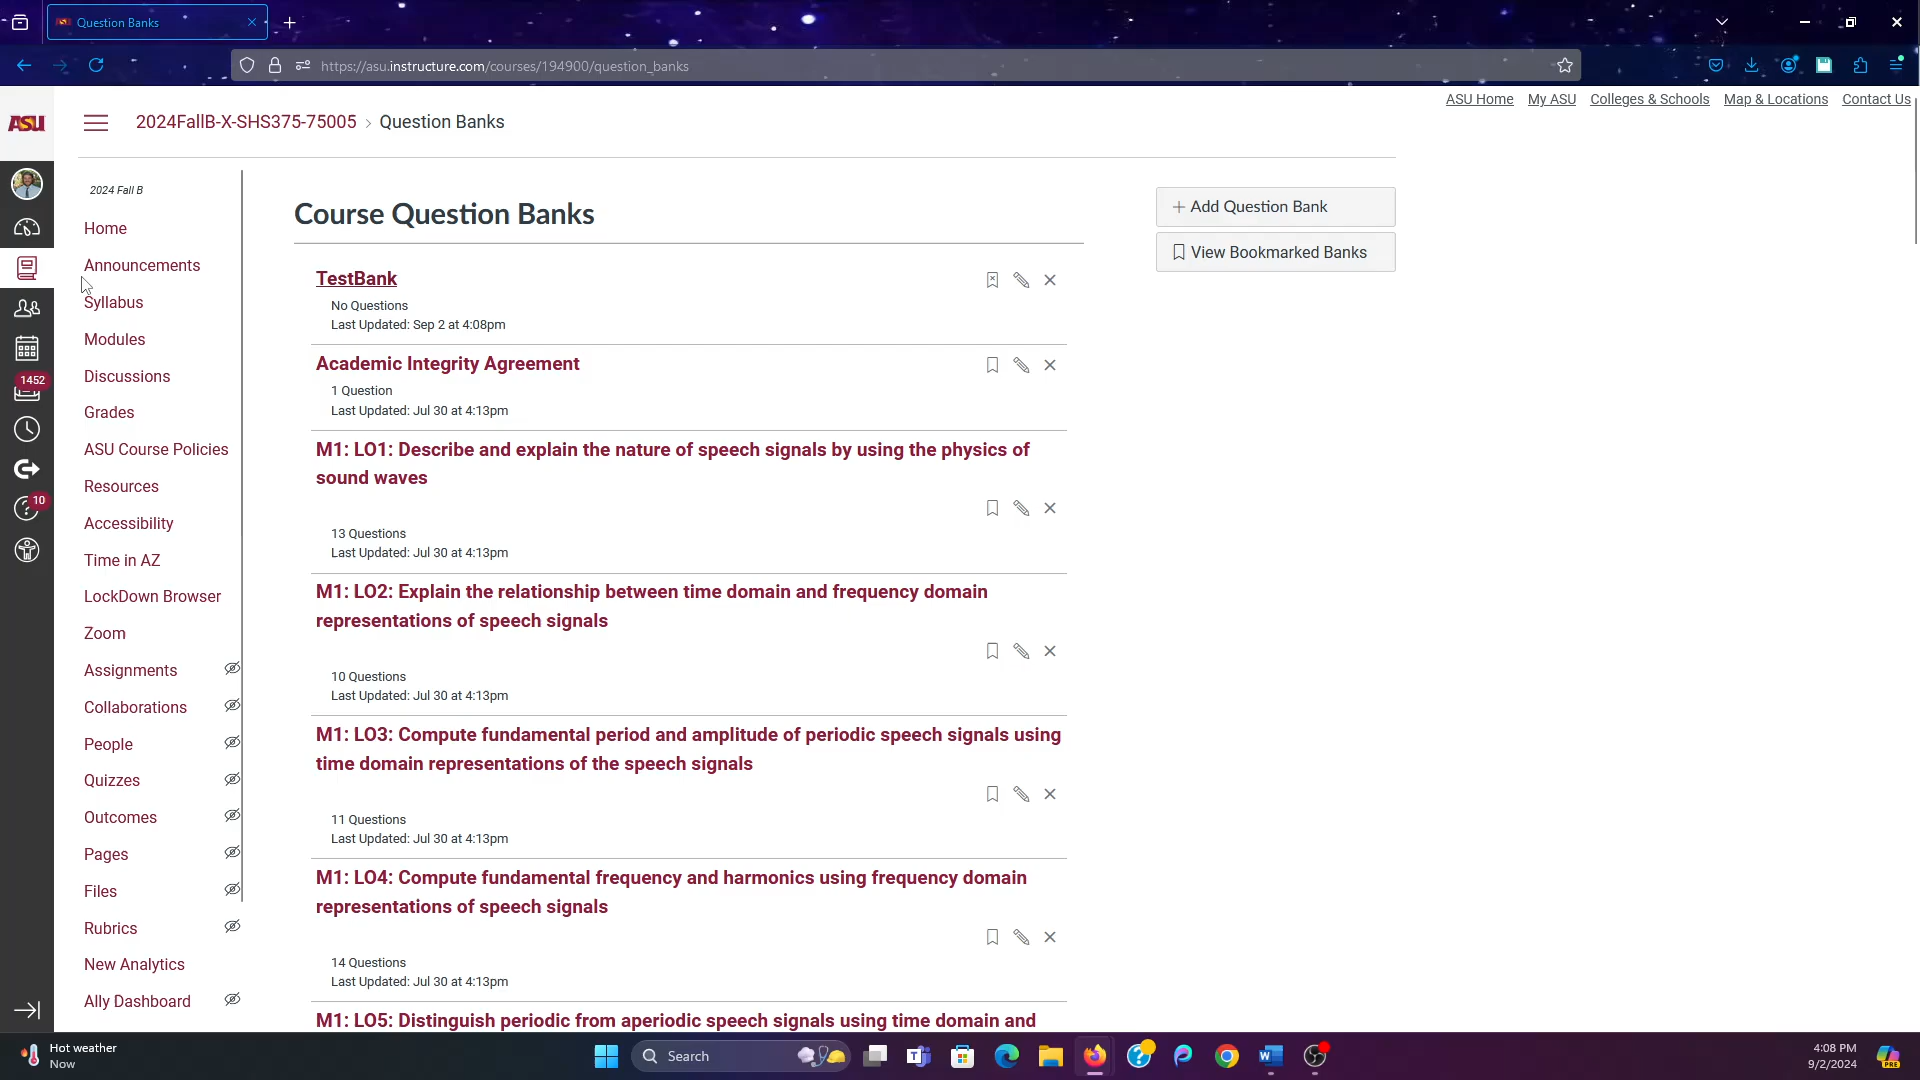 Question Banks
https://asu.instructure.com/courses/194900/question_banks
ASU Home My ASU Colleges & Schools Map & Locations Contact Us
ASU
2024FallB-X-SHS375-75005 > Question Banks
2024 Fall B
Home
Announcements
Syllabus
Modules
Discussions
Grades
ASU Course Policies
Resources
Accessibility
Time in AZ
LockDown Browser
Zoom
Assignments
Collaborations
People
Quizzes
Outcomes
Pages
Files
Rubrics
New Analytics
Ally Dashboard
1452
10
Course Question Banks
+ Add Question Bank
View Bookmarked Banks
TestBank
No Questions
Last Updated: Sep 2 at 4:08pm
Academic Integrity Agreement
1 Question
Last Updated: Jul 30 at 4:13pm
M1: LO1: Describe and explain the nature of speech signals by using the physics of
sound waves
13 Questions
Last Updated: Jul 30 at 4:13pm
M1: LO2: Explain the relationship between time domain and frequency domain
representations of speech signals
10 Questions
Last Updated: Jul 30 at 4:13pm
M1: LO3: Compute fundamental period and amplitude of periodic speech signals using
time domain representations of the speech signals
11 Questions
Last Updated: Jul 30 at 4:13pm
M1: LO4: Compute fundamental frequency and harmonics using frequency domain
representations of speech signals
14 Questions
Last Updated: Jul 30 at 4:13pm
M1: LO5: Distinguish periodic from aperiodic speech signals using time domain and
Hot weather
Now
Search
4:08 PM
9/2/2024
PRE